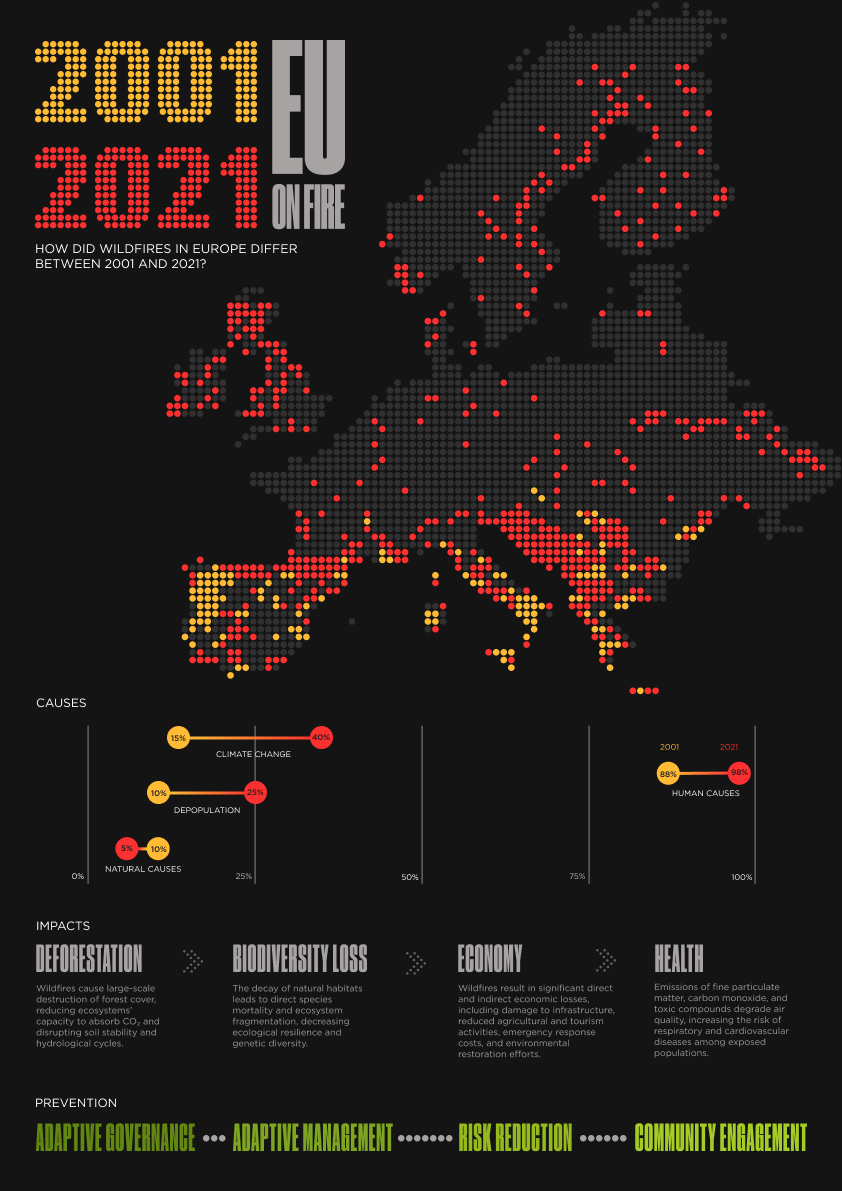 2001
2021
EU
ON FIRE
HOW DID WILDFIRES IN EUROPE DIFFER
BETWEEN 2001 AND 2021?
CAUSES
15%
40%
CLIMATE CHANGE
2001
2021
88%
98%
HUMAN CAUSES
10%
25%
DEPOPULATION
5%
10%
NATURAL CAUSES
0%
25%
50%
75%
100%
IMPACTS
DEFORESTATION
Wildfires cause large-scale
destruction of forest cover,
reducing ecosystems'
capacity to absorb CO₂ and
disrupting soil stability and
hydrological cycles.
BIODIVERSITY LOSS
The decay of natural habitats
leads to direct species
mortality and ecosystem
fragmentation, decreasing
ecological resilience and
genetic diversity.
ECONOMY
Wildfires result in significant direct
and indirect economic losses,
including damage to infrastructure,
reduced agricultural and tourism
activities, emergency response
costs, and environmental
restoration efforts.
HEALTH
Emissions of fine particulate
matter, carbon monoxide, and
toxic compounds degrade air
quality, increasing the risk of
respiratory and cardiovascular
diseases among exposed
populations.
PREVENTION
ADAPTIVE GOVERNANCE
ADAPTIVE MANAGEMENT
RISK REDUCTION
COMMUNITY ENGAGEMENT